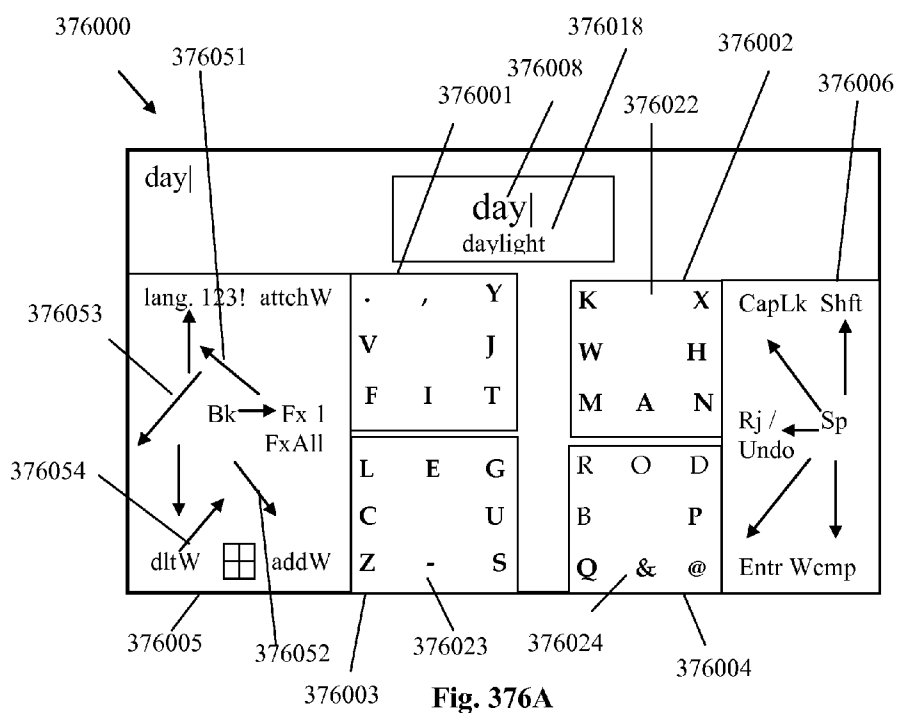 376000
376051
376018
376008
376002
376001
376022
376006
day|
day|
daylight
lang. 123! attchW
. , Y
K X
CapLk Shft
376053
V J
W H
Bk Fx 1
FxAll
F I T
M A N
Rj / Sp
Undo
376054
L E G
R O D
C U
B P
dltW addW
Z - S
Q & @
Entr Wcmp
376005
376052
376003
376023
376024
376004
Fig. 376A